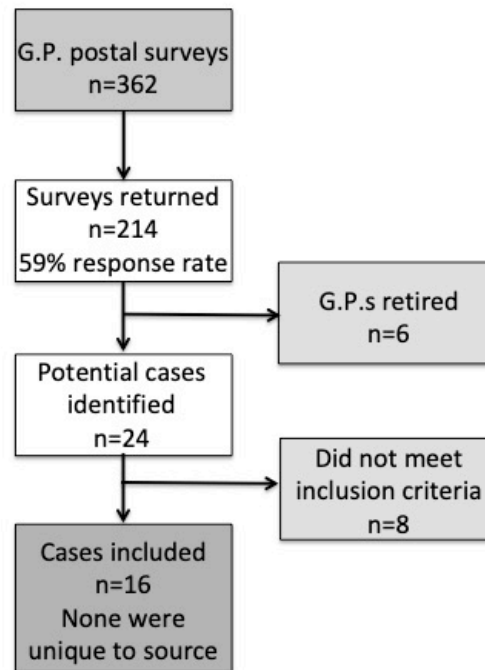 G.P. postal surveys
n=362
Surveys returned
n=214
59% response rate
G.P.s retired
n=6
Potential cases
identified
n=24
Did not meet
inclusion criteria
n=8
Cases included
n=16
None were
unique to source